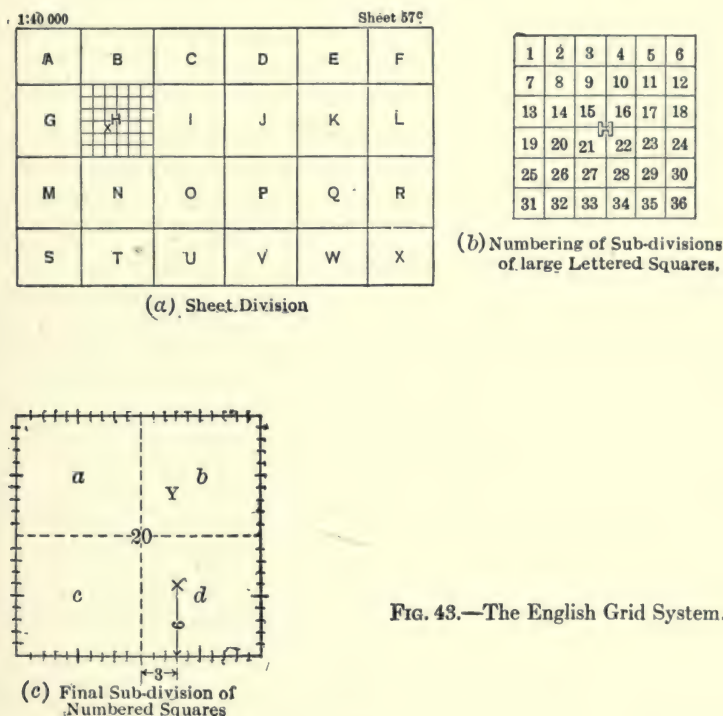 1:40 000 Sheet 57c
A B C D E F
G H I J K L
X
M N O P Q R
S T U V W X
(a) Sheet Division
1 2 3 4 5 6
7 8 9 10 11 12
13 14 15 16 17 18
H
19 20 21 22 23 24
25 26 27 28 29 30
31 32 33 34 35 36
(b) Numbering of Sub-divisions
of large Lettered Squares.
a b
Y
20
X
c d
6
3
(c) Final Sub-division of
Numbered Squares
FIG. 43.—The English Grid System.